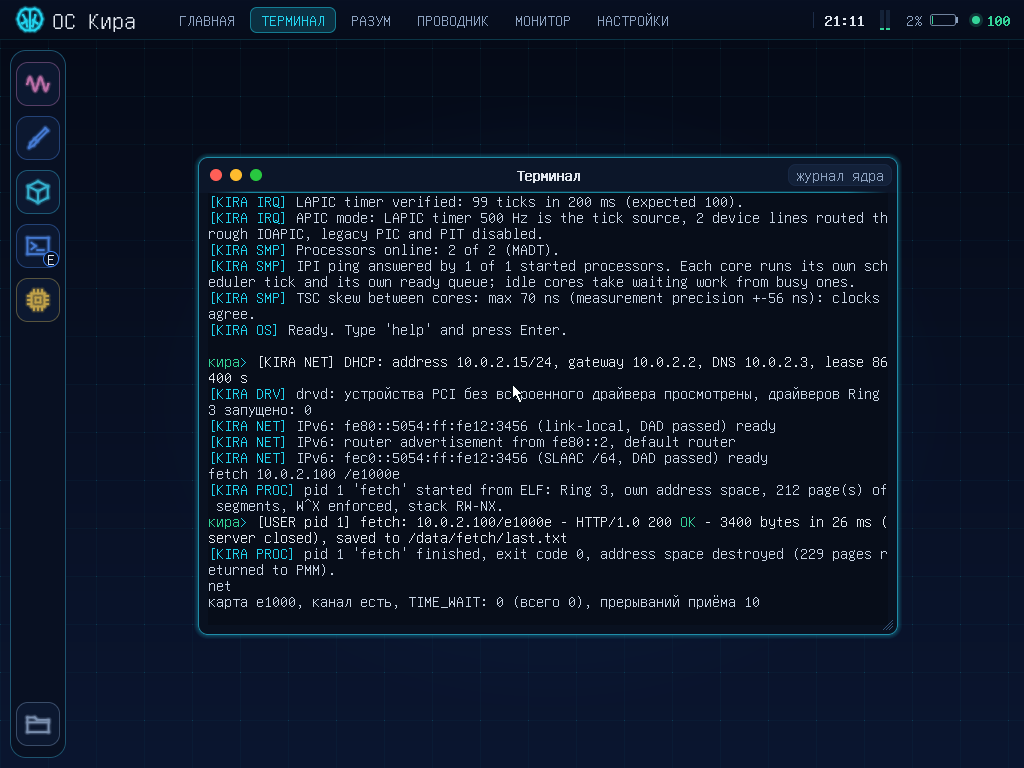 ОС Кира
ГЛАВНАЯ ТЕРМИНАЛ РАЗУМ ПРОВОДНИК МОНИТОР НАСТРОЙКИ
21:11 2% 100
E
Терминал
журнал ядра
[KIRA IRQ] LAPIC timer verified: 99 ticks in 200 ms (expected 100).
[KIRA IRQ] APIC mode: LAPIC timer 500 Hz is the tick source, 2 device lines routed th
rough IOAPIC, legacy PIC and PIT disabled.
[KIRA SMP] Processors online: 2 of 2 (MADT).
[KIRA SMP] IPI ping answered by 1 of 1 started processors. Each core runs its own sch
eduler tick and its own ready queue; idle cores take waiting work from busy ones.
[KIRA SMP] TSC skew between cores: max 70 ns (measurement precision +-56 ns): clocks
agree.
[KIRA OS] Ready. Type 'help' and press Enter.
кира> [KIRA NET] DHCP: address 10.0.2.15/24, gateway 10.0.2.2, DNS 10.0.2.3, lease 86
400 s
[KIRA DRV] drvd: устройства PCI без встроенного драйвера просмотрены, драйверов Ring
3 запущено: 0
[KIRA NET] IPv6: fe80::5054:ff:fe12:3456 (link-local, DAD passed) ready
[KIRA NET] IPv6: router advertisement from fe80::2, default router
[KIRA NET] IPv6: fec0::5054:ff:fe12:3456 (SLAAC /64, DAD passed) ready
fetch 10.0.2.100 /e1000e
[KIRA PROC] pid 1 'fetch' started from ELF: Ring 3, own address space, 212 page(s) of
segments, W^X enforced, stack RW-NX.
кира> [USER pid 1] fetch: 10.0.2.100/e1000e - HTTP/1.0 200 OK - 3400 bytes in 26 ms (
server closed), saved to /data/fetch/last.txt
[KIRA PROC] pid 1 'fetch' finished, exit code 0, address space destroyed (229 pages r
eturned to PMM).
net
карта e1000, канал есть, TIME_WAIT: 0 (всего 0), прерываний приёма 10